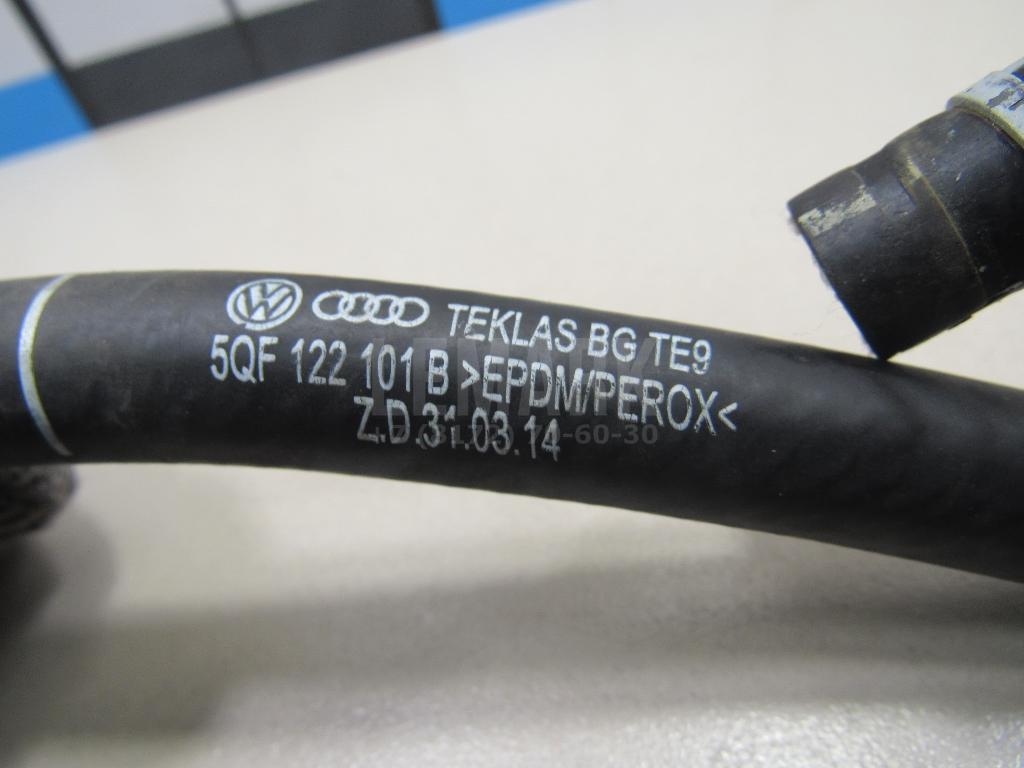 TEKLAS BG TE9
5QF 122 101 B >EPDM/PEROX<
Z.D.31.03.14